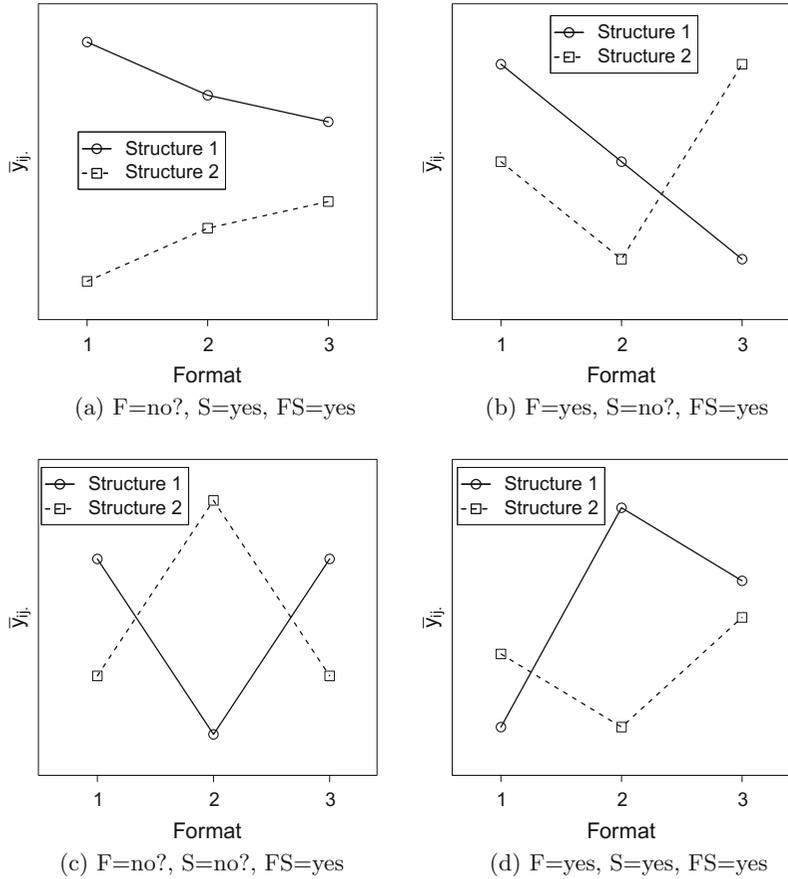 Structure 1
Structure 2
ȳij.
1 2 3
Format
(a) F=no?, S=yes, FS=yes
Structure 1
Structure 2
ȳij.
1 2 3
Format
(b) F=yes, S=no?, FS=yes
Structure 1
Structure 2
ȳij.
1 2 3
Format
(c) F=no?, S=no?, FS=yes
Structure 1
Structure 2
ȳij.
1 2 3
Format
(d) F=yes, S=yes, FS=yes